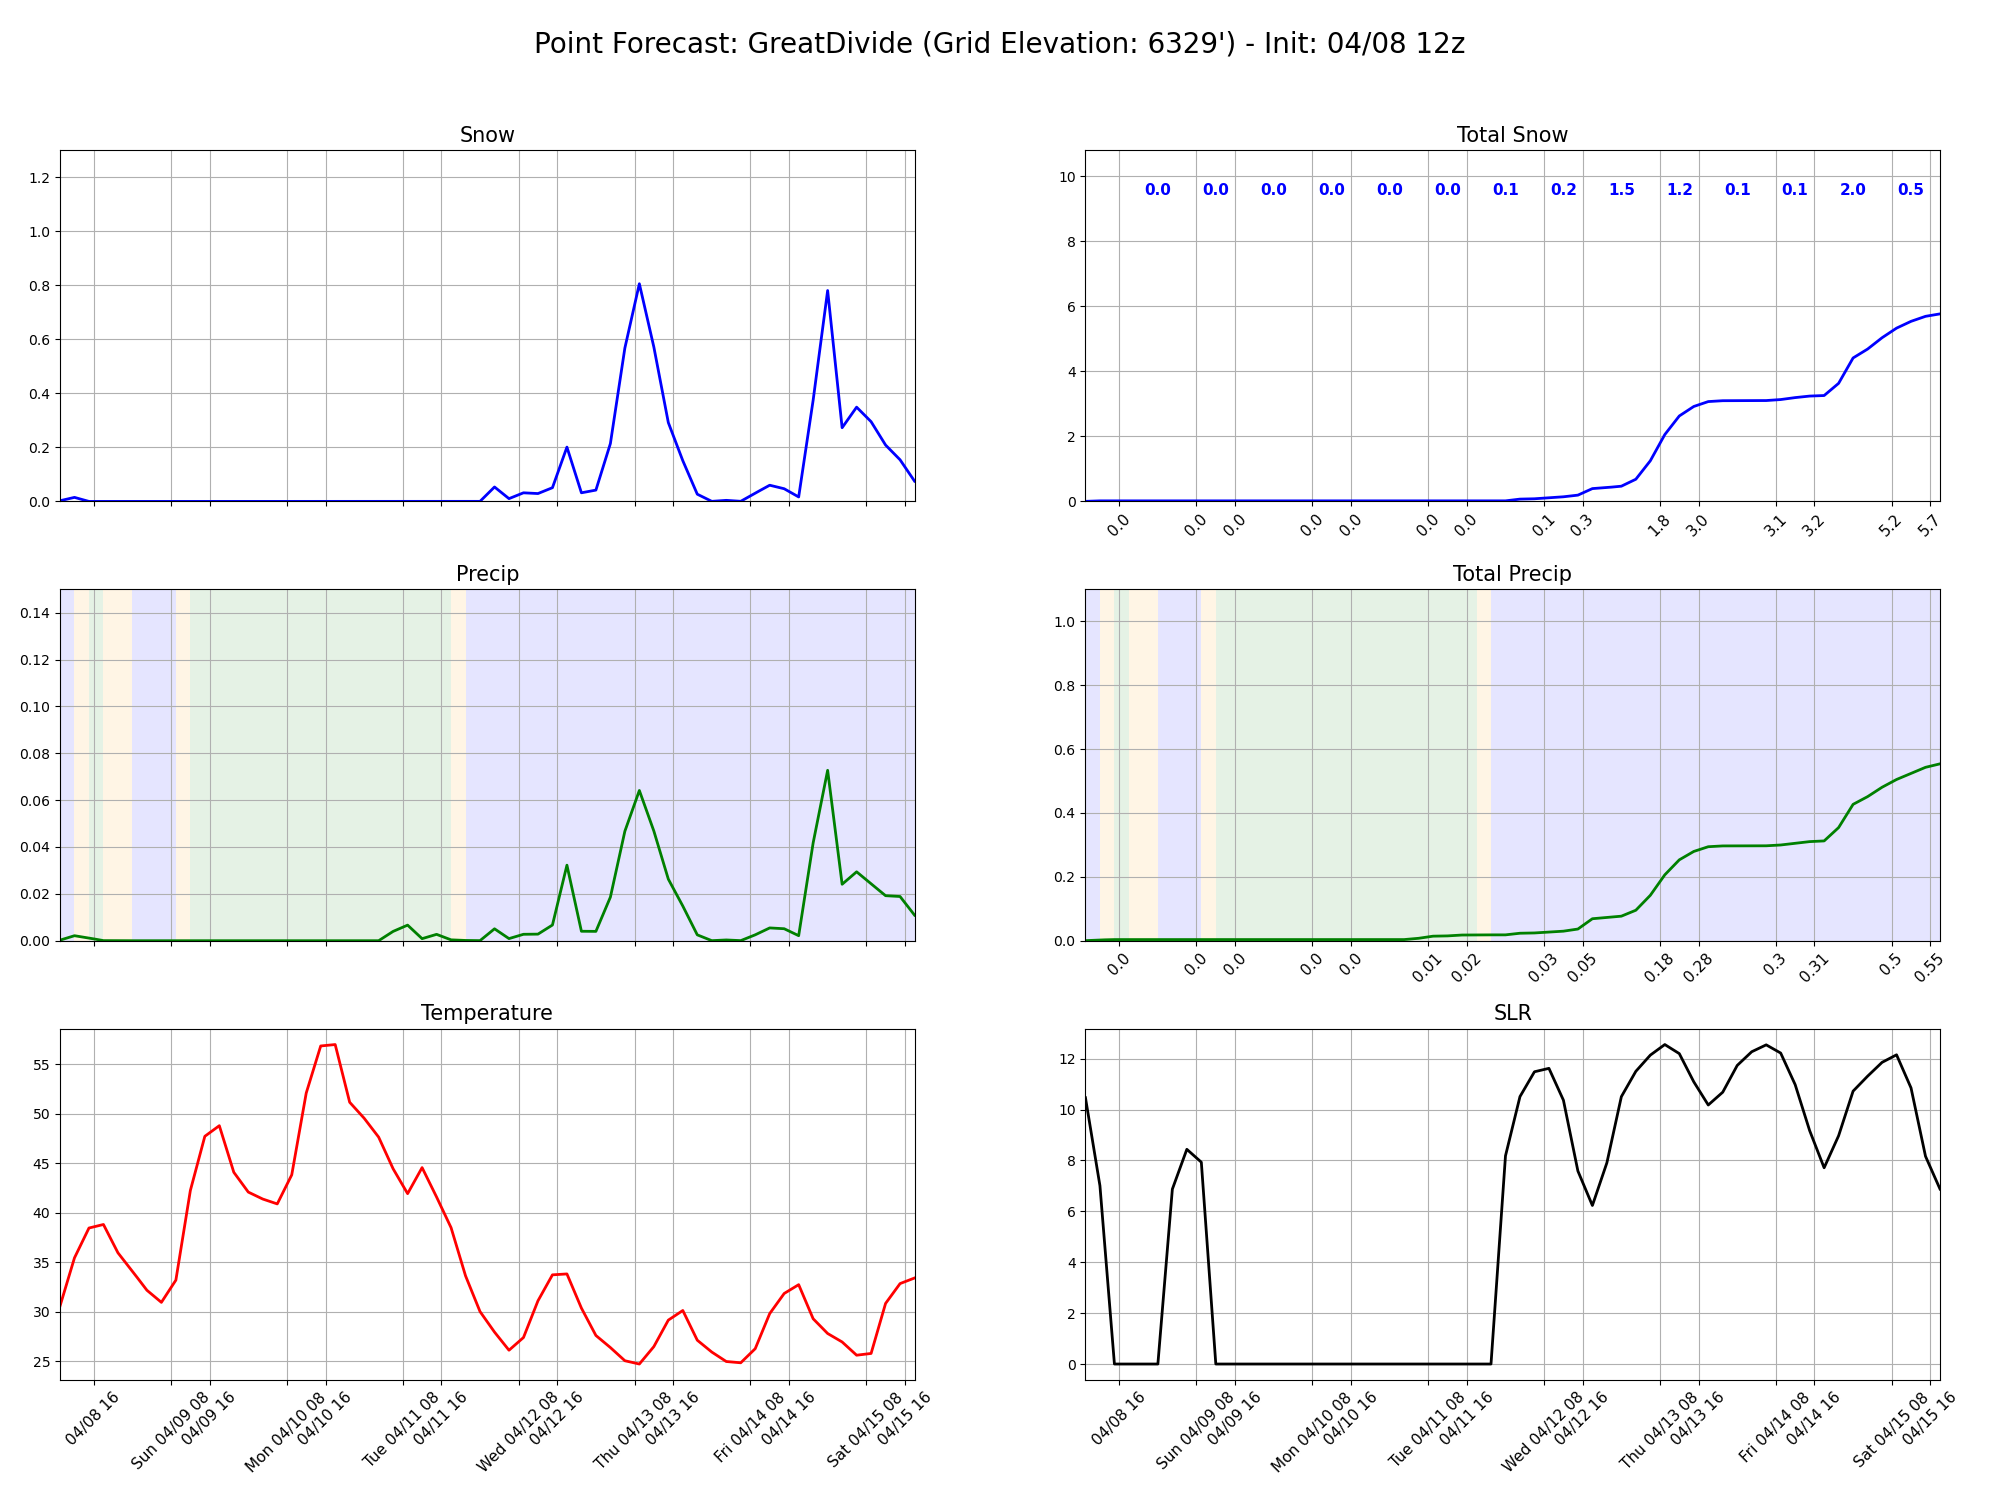 Point Forecast: GreatDivide (Grid Elevation: 6329') - Init: 04/08 12z
Snow
1.2
1.0
0.8
0.6
0.4
0.2
0.0
Total Snow
10
8
6
4
2
0
0.0 0.0 0.0 0.0 0.0 0.0 0.1 0.2 1.5 1.2 0.1 0.1 2.0 0.5
0.0 0.0 0.0 0.0 0.0 0.0 0.0 0.1 0.3 1.8 3.0 3.1 3.2 5.2 5.7
Precip
0.14
0.12
0.10
0.08
0.06
0.04
0.02
0.00
Total Precip
1.0
0.8
0.6
0.4
0.2
0.0
0.0 0.0 0.0 0.0 0.0 0.01 0.02 0.03 0.05 0.18 0.28 0.3 0.31 0.5 0.55
Temperature
55
50
45
40
35
30
25
04/08 16
Sun 04/09 08
04/09 16
Mon 04/10 08
04/10 16
Tue 04/11 08
04/11 16
Wed 04/12 08
04/12 16
Thu 04/13 08
04/13 16
Fri 04/14 08
04/14 16
Sat 04/15 08
04/15 16
SLR
12
10
8
6
4
2
0
04/08 16
Sun 04/09 08
04/09 16
Mon 04/10 08
04/10 16
Tue 04/11 08
04/11 16
Wed 04/12 08
04/12 16
Thu 04/13 08
04/13 16
Fri 04/14 08
04/14 16
Sat 04/15 08
04/15 16